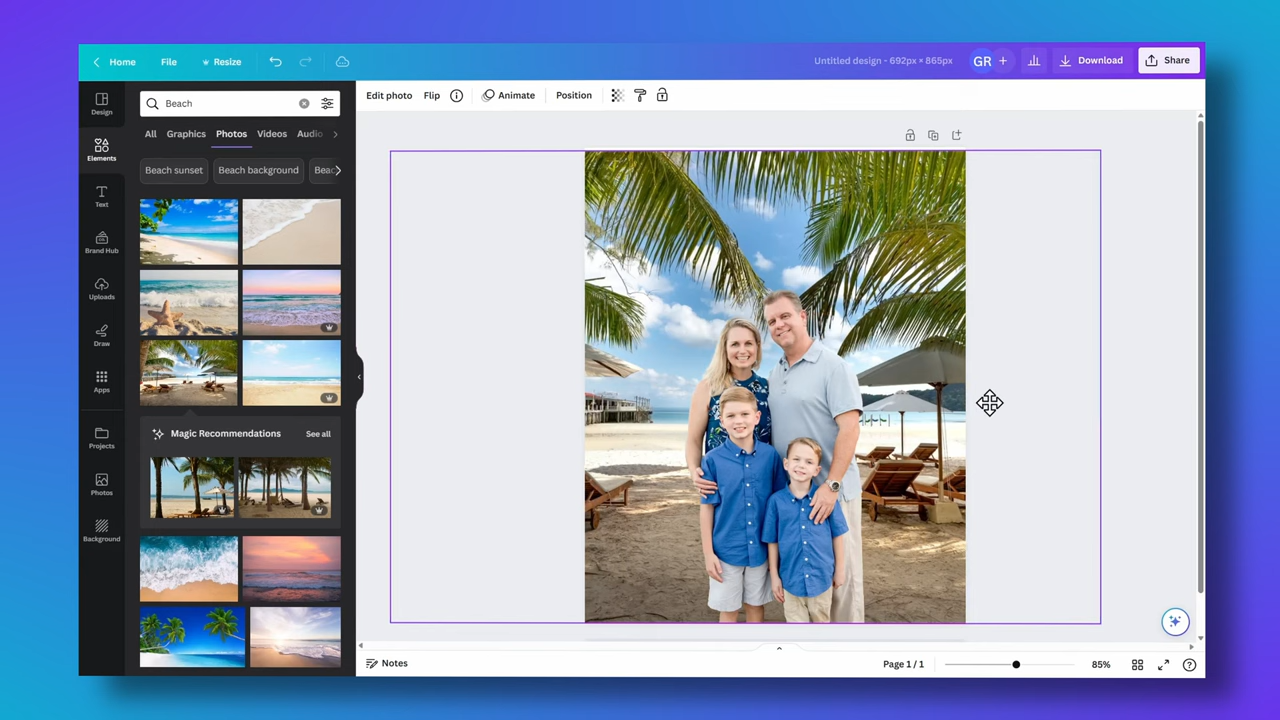 Home File Resize Untitled design - 692px × 865px GR + Download Share
Design
Elements
Text
Brand Hub
Uploads
Draw
Apps
Projects
Photos
Background
Beach
All Graphics Photos Videos Audio
Beach sunset Beach background Beac
Magic Recommendations See all
Edit photo Flip Animate Position
Notes Page 1 / 1 85%